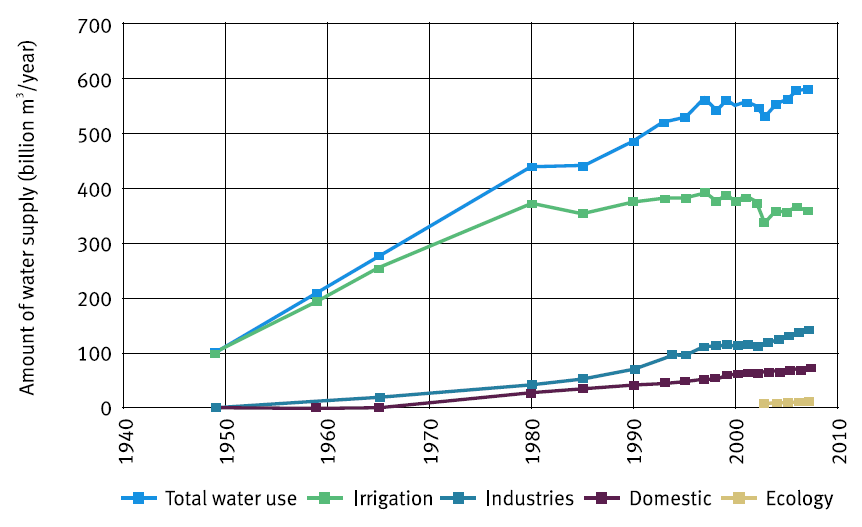 Amount of water supply (billion m³/year)
700
600
500
400
300
200
100
0
1940
1950
1960
1970
1980
1990
2000
2010
Total water use
Irrigation
Industries
Domestic
Ecology